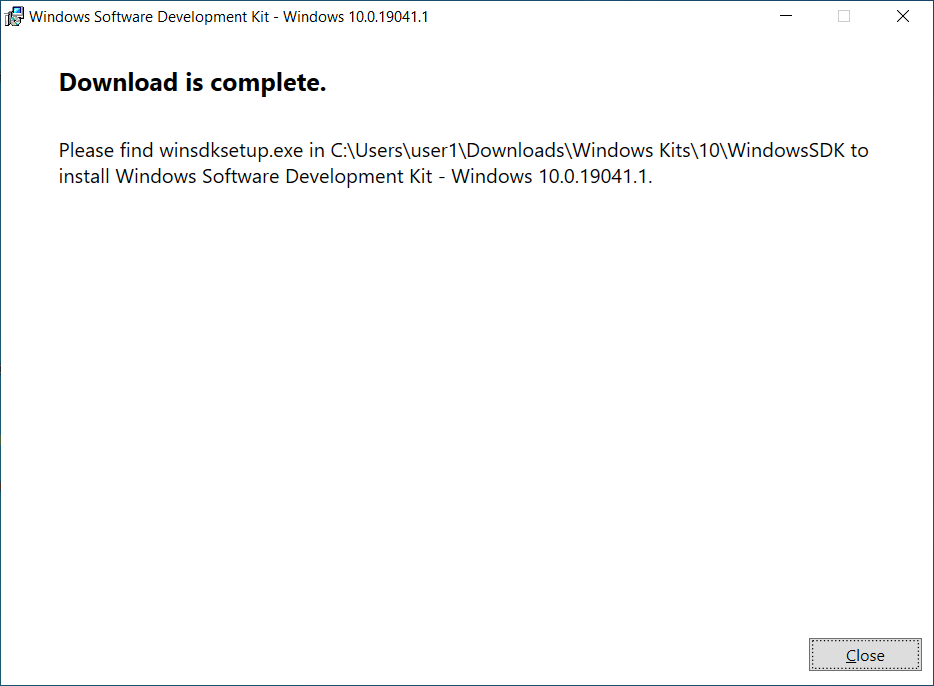 Windows Software Development Kit - Windows 10.0.19041.1
Download is complete.
Please find winsdksetup.exe in C:\Users\user1\Downloads\Windows Kits\10\WindowsSDK to
install Windows Software Development Kit - Windows 10.0.19041.1.
Close